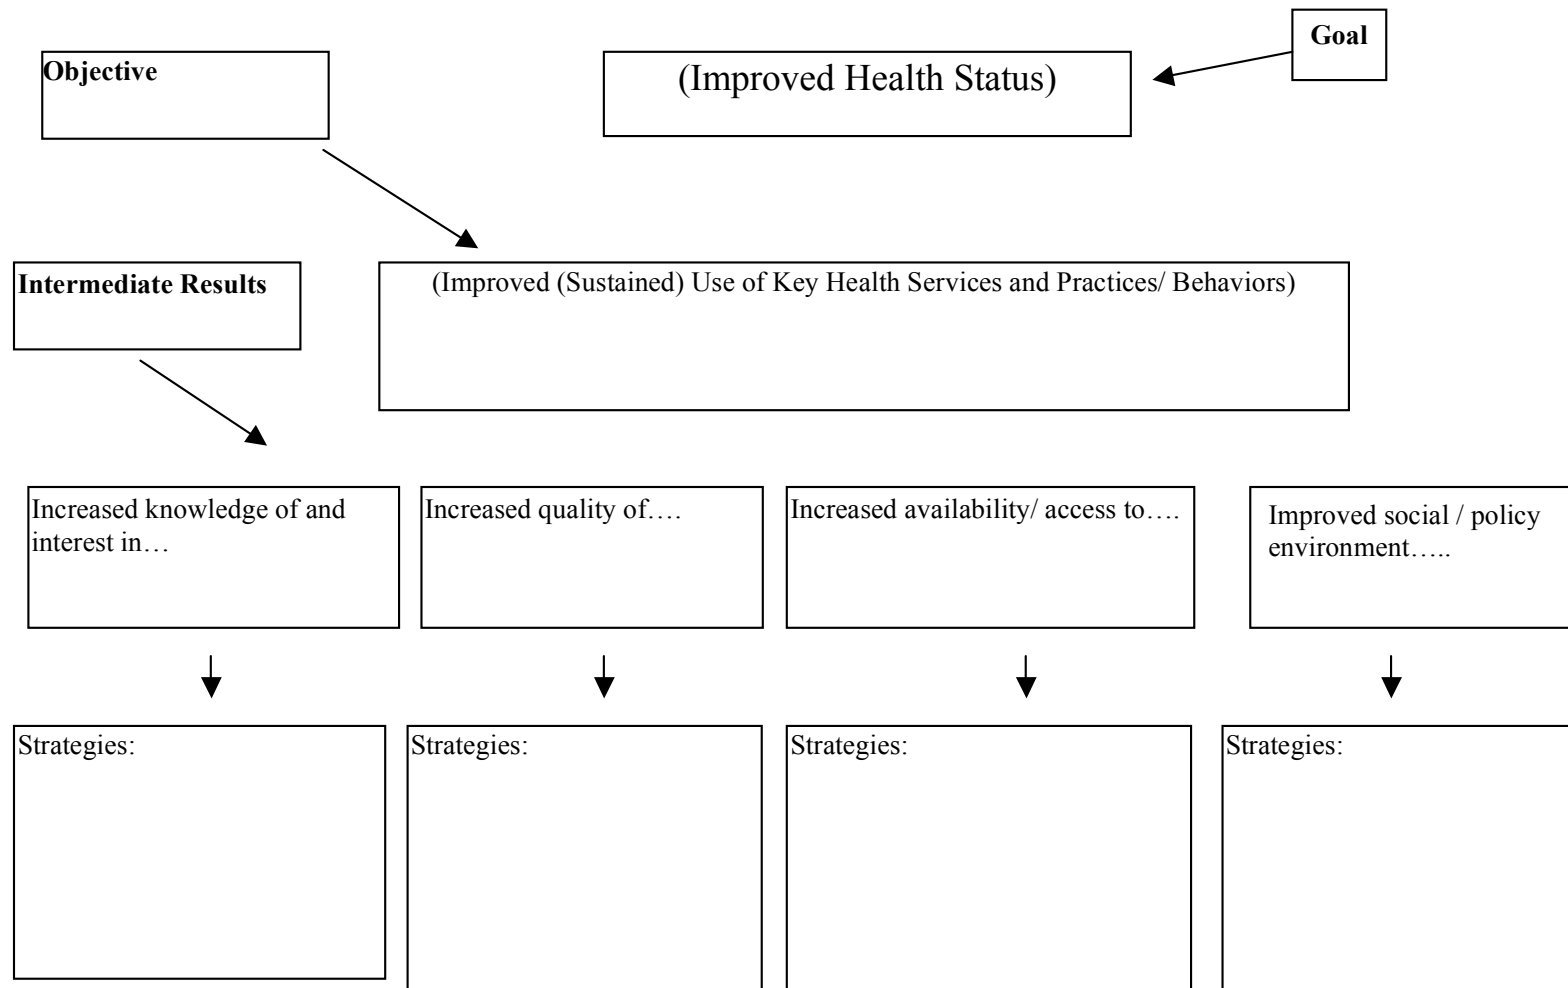 Goal
Objective
(Improved Health Status)
Intermediate Results
(Improved (Sustained) Use of Key Health Services and Practices/ Behaviors)
Increased knowledge of and
interest in…
Increased quality of….
Increased availability/ access to….
Improved social / policy
environment…..
Strategies:
Strategies:
Strategies:
Strategies: